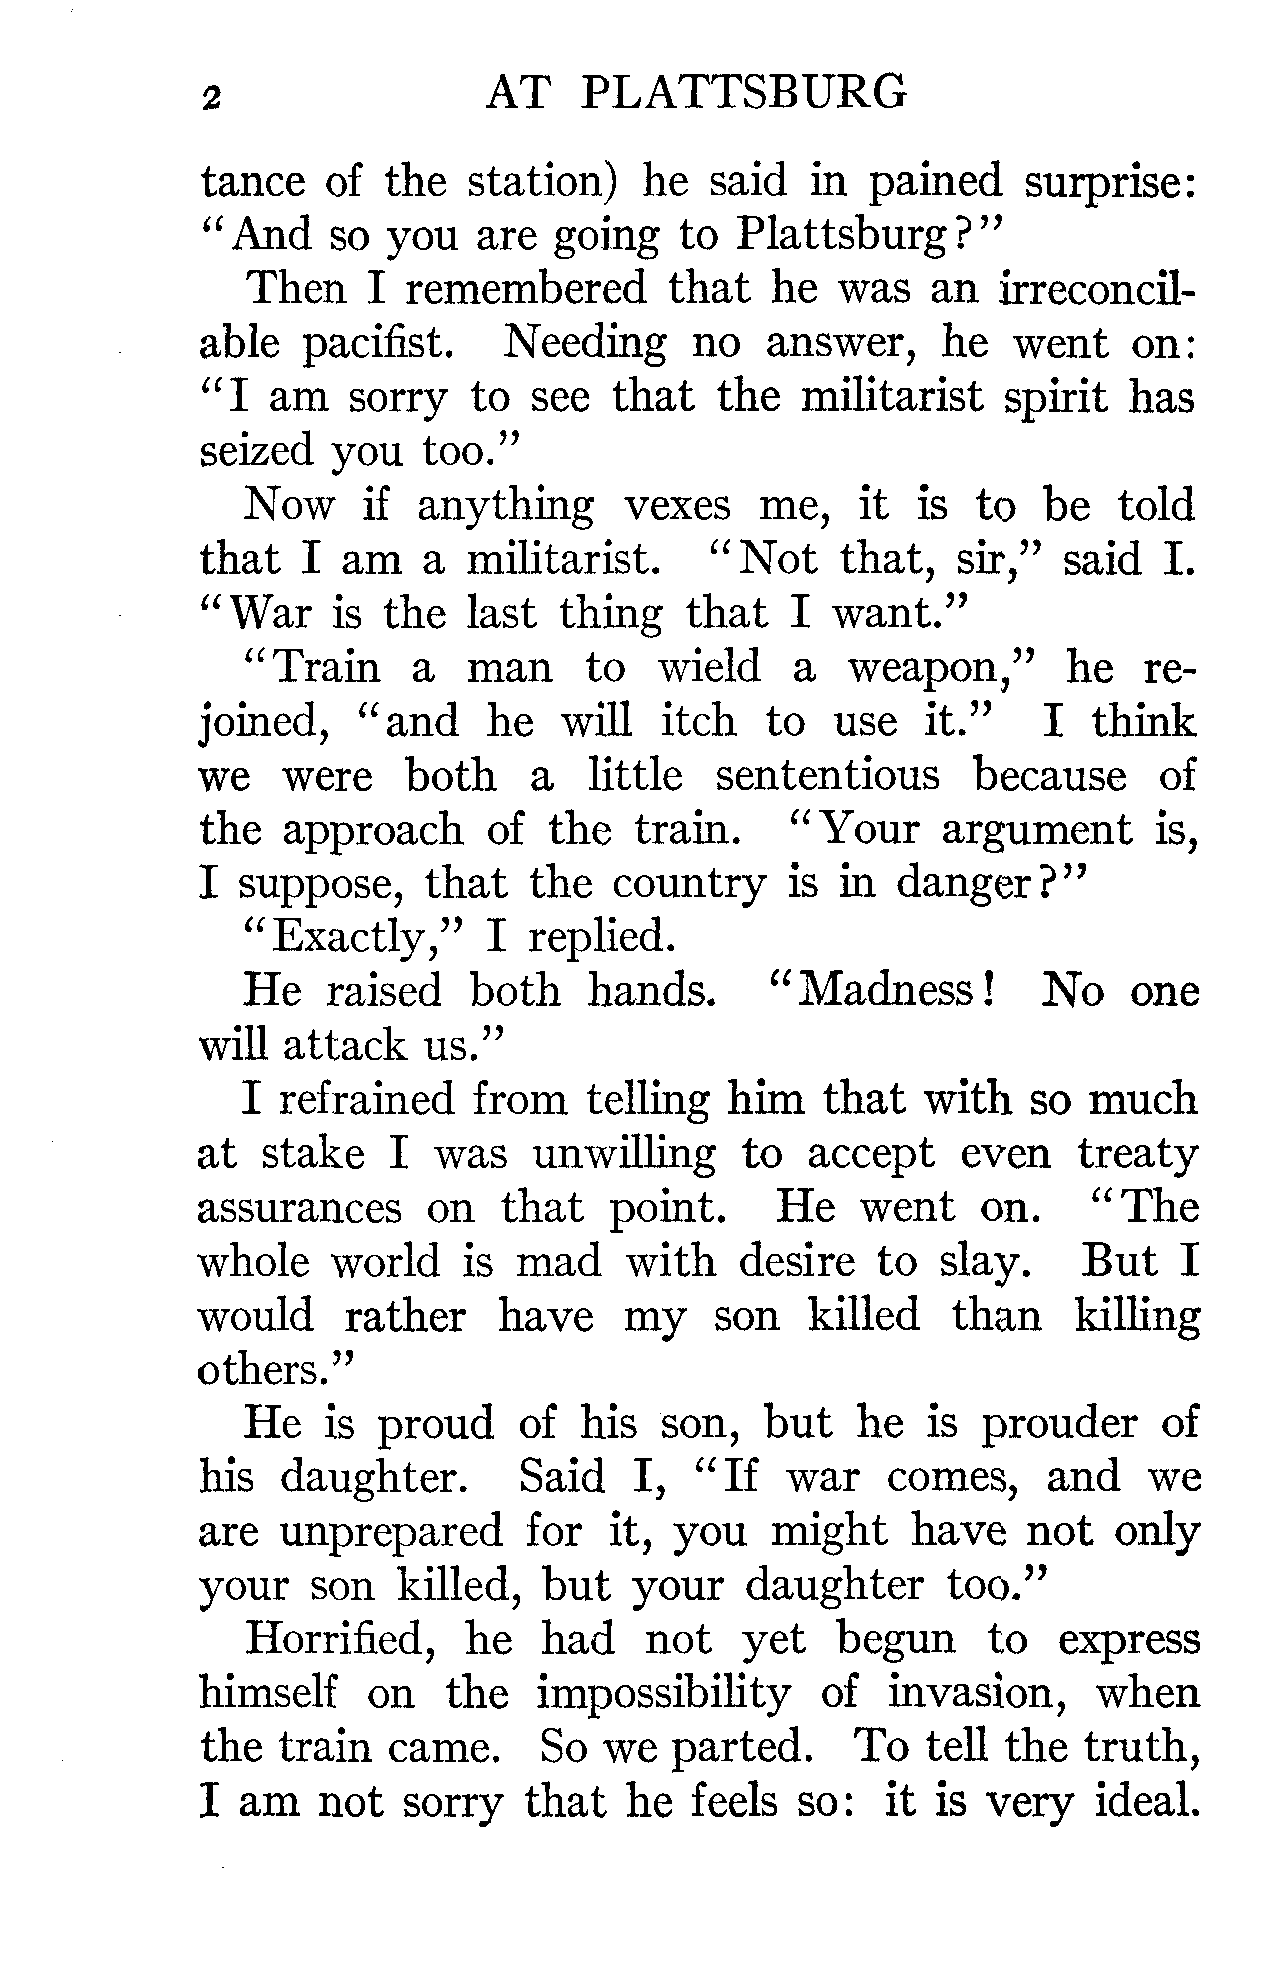 2 AT PLATTSBURG
tance of the station) he said in pained surprise:
“And so you are going to Plattsburg?”
Then I remembered that he was an irreconcil-
able pacifist. Needing no answer, he went on:
“I am sorry to see that the militarist spirit has
seized you too.”
Now if anything vexes me, it is to be told
that I am a militarist. “Not that, sir,” said I.
“War is the last thing that I want.”
“Train a man to wield a weapon,” he re-
joined, “and he will itch to use it.” I think
we were both a little sententious because of
the approach of the train. “Your argument is,
I suppose, that the country is in danger?”
“Exactly,” I replied.
He raised both hands. “Madness! No one
will attack us.”
I refrained from telling him that with so much
at stake I was unwilling to accept even treaty
assurances on that point. He went on. “The
whole world is mad with desire to slay. But I
would rather have my son killed than killing
others.”
He is proud of his son, but he is prouder of
his daughter. Said I, “If war comes, and we
are unprepared for it, you might have not only
your son killed, but your daughter too.”
Horrified, he had not yet begun to express
himself on the impossibility of invasion, when
the train came. So we parted. To tell the truth,
I am not sorry that he feels so: it is very ideal.